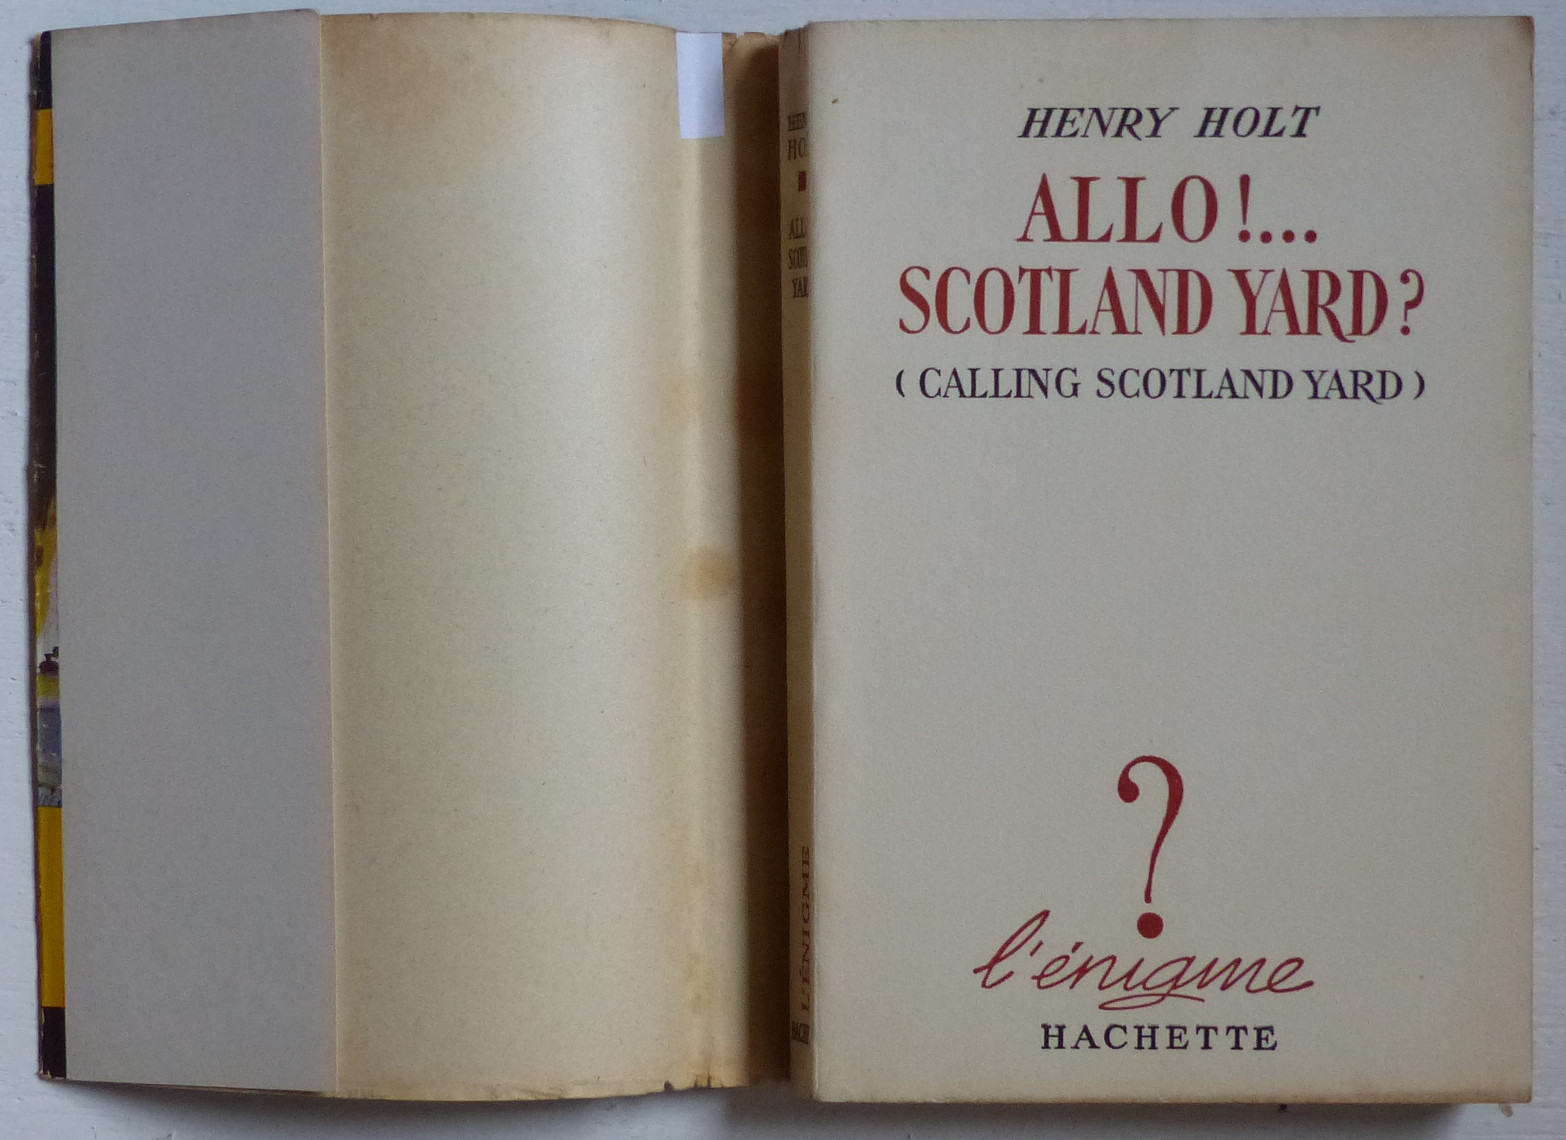 HENRY HOLT
ALLO !...
SCOTLAND YARD ?
( CALLING SCOTLAND YARD )
?
l'énigme
HACHETTE
L'ÉNIGME